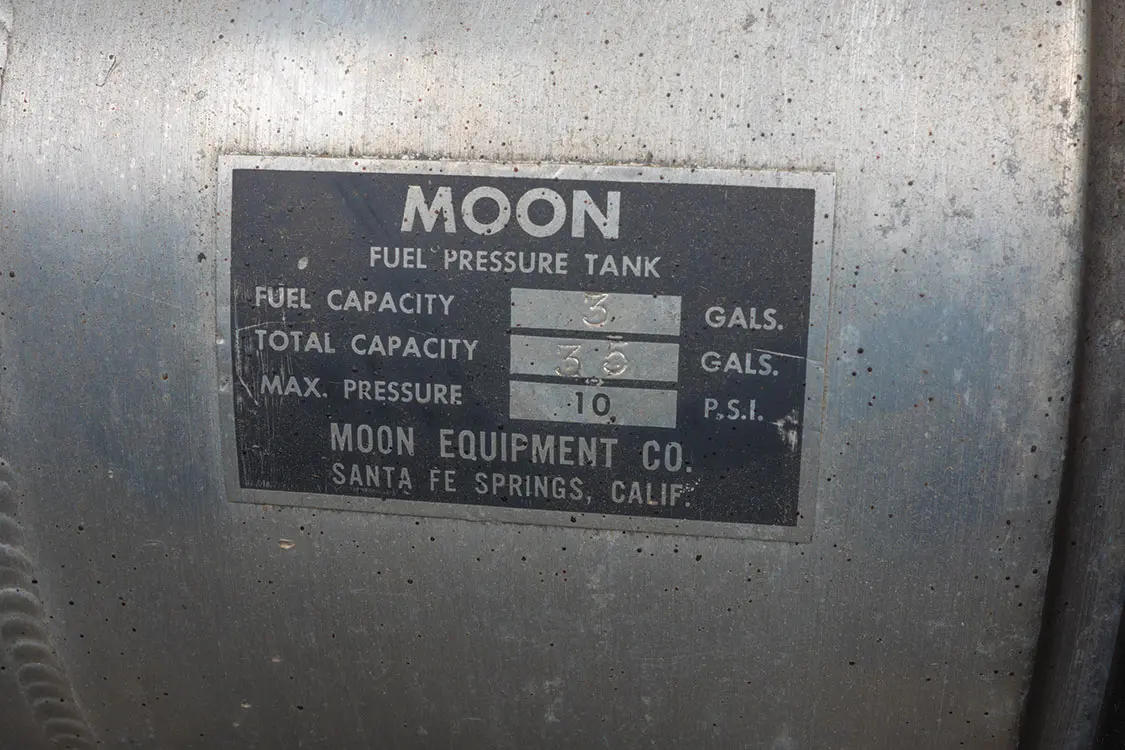 MOON
FUEL PRESSURE TANK
FUEL CAPACITY 3 GALS.
TOTAL CAPACITY 3 5 GALS.
MAX. PRESSURE 10 P.S.I.
MOON EQUIPMENT CO.
SANTA FE SPRINGS, CALIF.